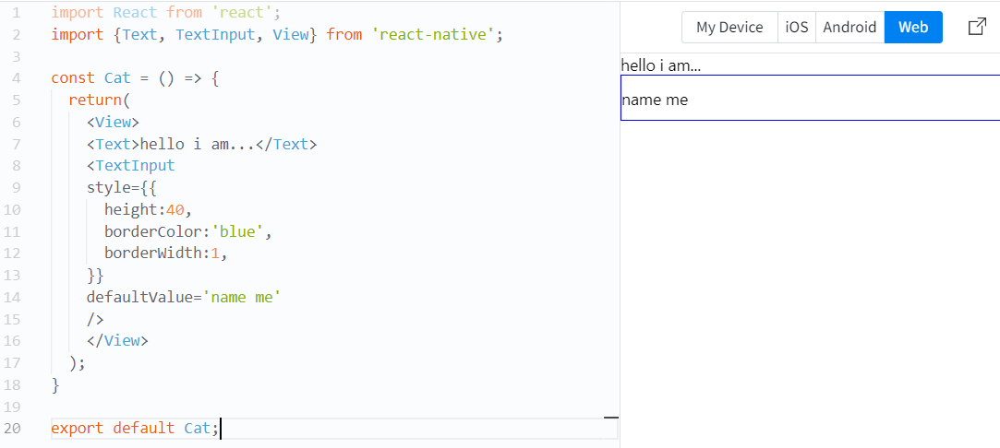 1 import React from 'react';
2 import {Text, TextInput, View} from 'react-native';
3
4 const Cat = () => {
5   return(
6     <View>
7     <Text>hello i am...</Text>
8     <TextInput
9     style={{
10       height:40,
11       borderColor:'blue',
12       borderWidth:1,
13     }}
14     defaultValue='name me'
15     />
16     </View>
17   );
18 }
19
20 export default Cat;
My Device iOS Android Web
hello i am...
name me